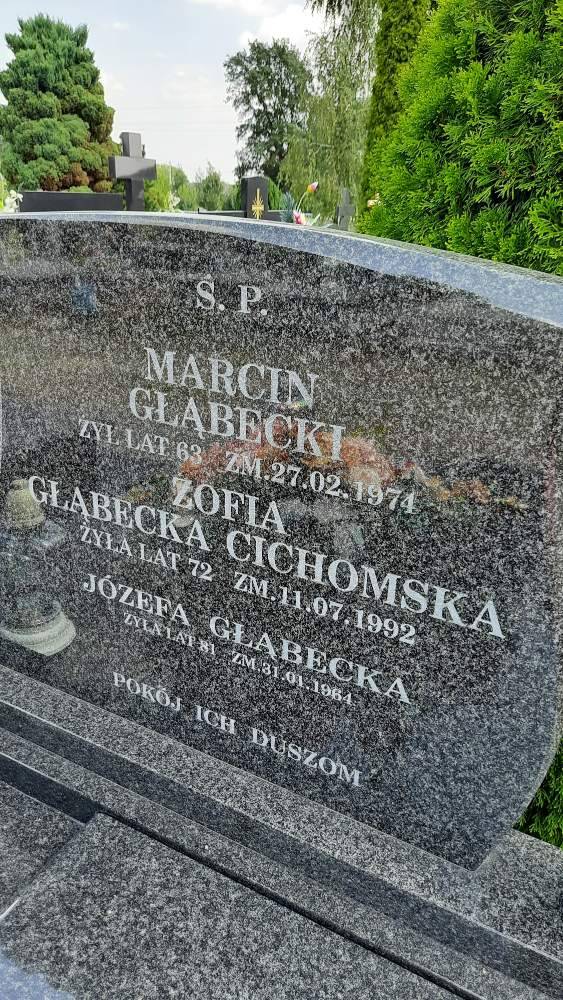 Ś. P.
MARCIN
GŁĄBECKI
ŻYŁ LAT 63 ZM.27.02.1974
ZOFIA
GŁĄBECKA CICHOMSKA
ŻYŁA LAT 72 ZM.11.07.1992
JÓZEFA GŁĄBECKA
ŻYŁA LAT 81 ZM.31.01.1964
POKÓJ ICH DUSZOM